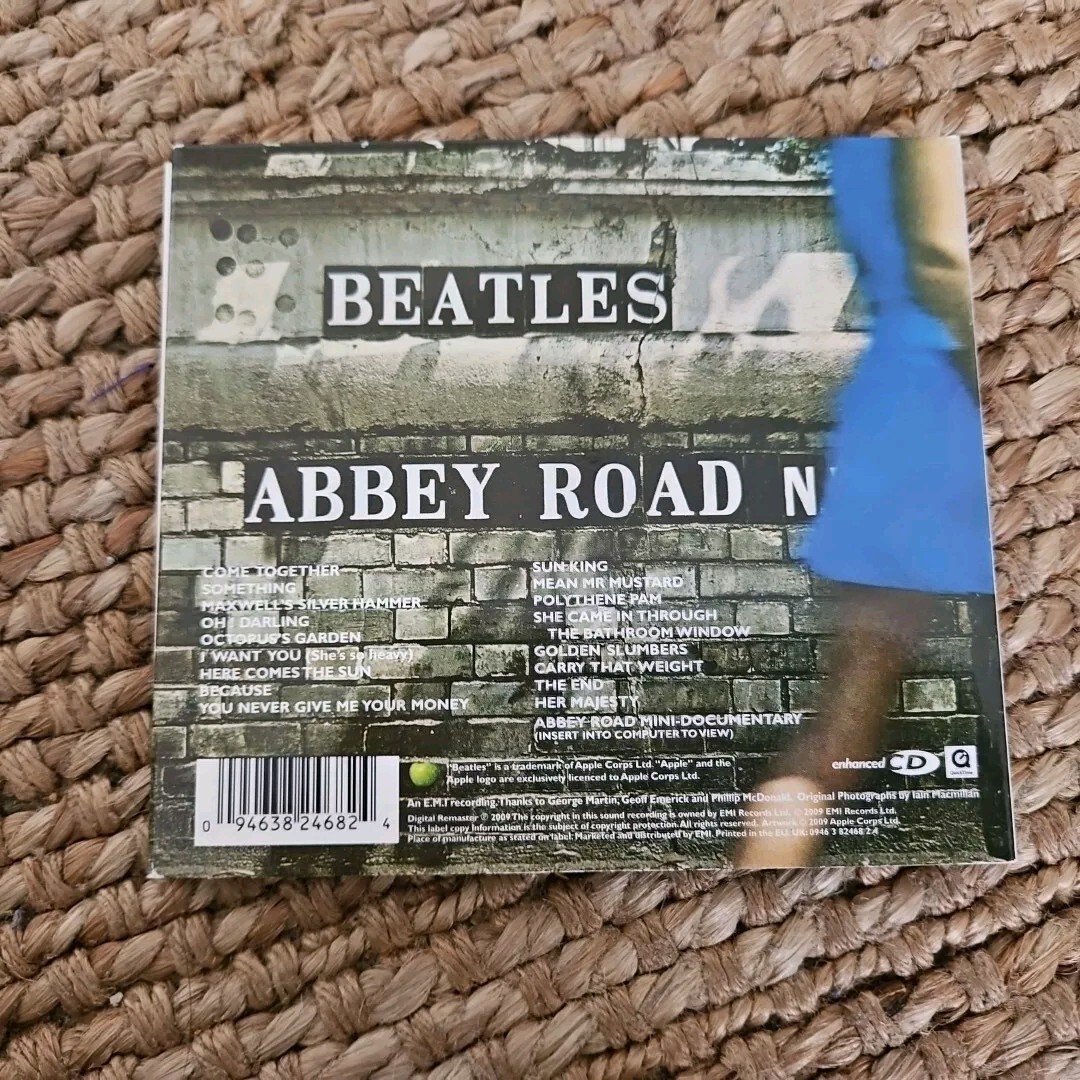 BEATLES
ABBEY ROAD N
COME TOGETHER
SOMETHING
MAXWELL'S SILVER HAMMER
OH! DARLING
OCTOPUS'S GARDEN
I WANT YOU (She's so heavy)
HERE COMES THE SUN
BECAUSE
YOU NEVER GIVE ME YOUR MONEY
SUN KING
MEAN MR MUSTARD
POLYTHENE PAM
SHE CAME IN THROUGH
THE BATHROOM WINDOW
GOLDEN SLUMBERS
CARRY THAT WEIGHT
THE END
HER MAJESTY
ABBEY ROAD MINI-DOCUMENTARY
(INSERT INTO COMPUTER TO VIEW)
enhanced CD
QuickTime
"Beatles" is a trademark of Apple Corps Ltd. "Apple" and the
Apple logo are exclusively licenced to Apple Corps Ltd.
An E.M.I recording. Thanks to George Martin, Geoff Emerick and Phillip McDonald. Original Photographs by Iain Macmillan
Digital Remaster ℗ 2009 The copyright in this sound recording is owned by EMI Records Ltd. © 2009 EMI Records Ltd.
This label copy information is the subject of copyright protection. All rights reserved. Artwork © 2009 Apple Corps Ltd.
Place of manufacture as stated on label. Marketed and distributed by EMI. Printed in the EU. UK: 0946 3 82468 2 4
0 94638 24682 4